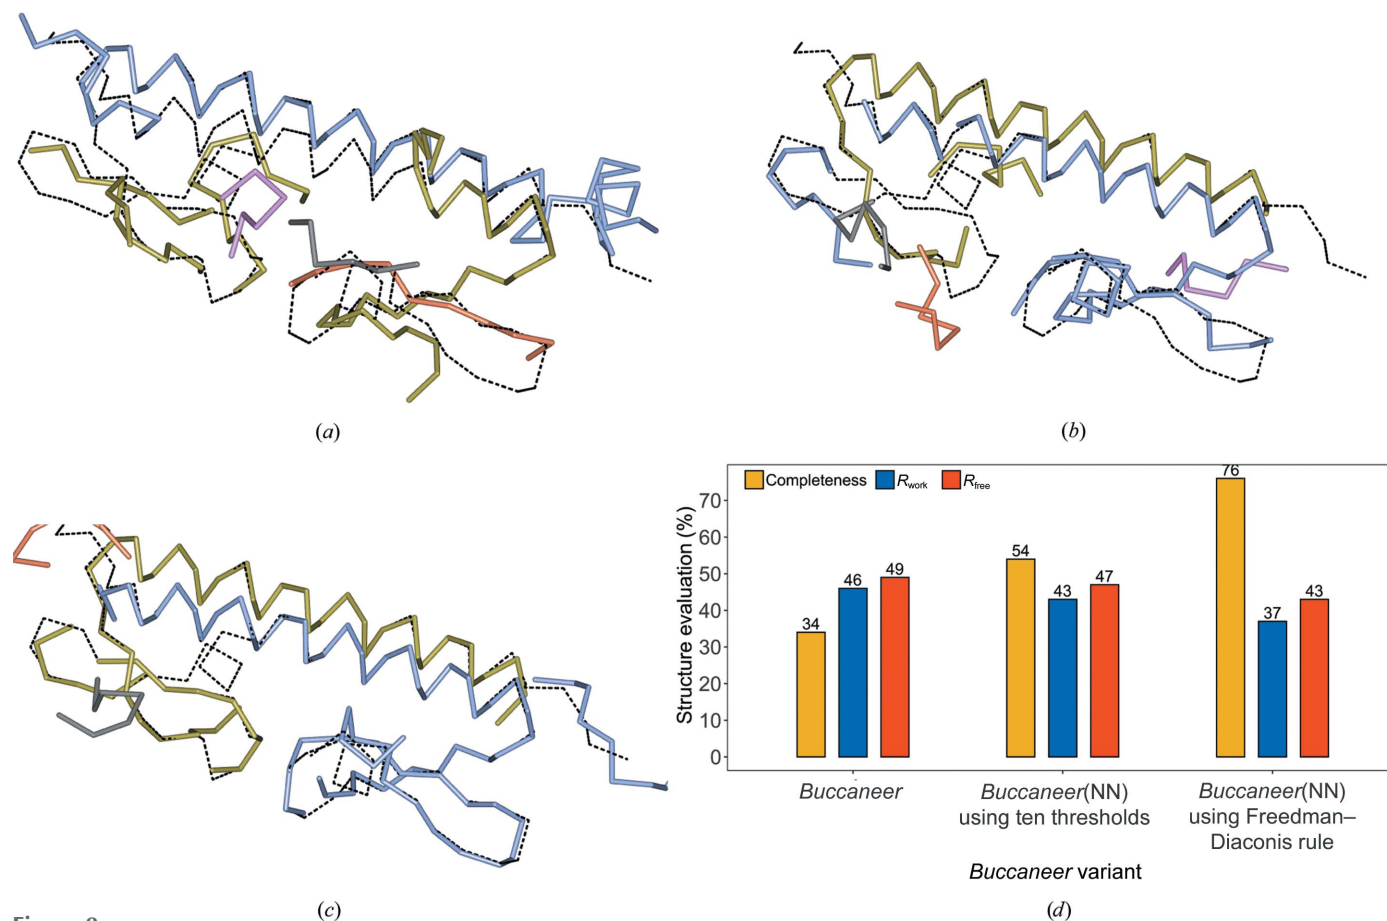 (a)
(b)
Completeness Rwork Rfree
Structure evaluation (%)
70
60
50
40
30
20
10
0
34
46
49
54
43
47
76
37
43
Buccaneer
Buccaneer(NN)
using ten thresholds
Buccaneer(NN)
using Freedman–
Diaconis rule
Buccaneer variant
(c)
(d)